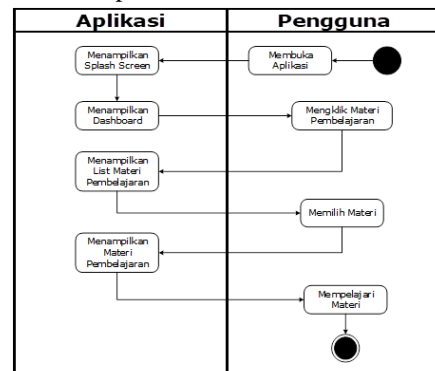 Aplikasi
Pengguna
Menampilkan
Splash Screen
Membuka
Aplikasi
Menampilkan
Dashboard
Mengklik Materi
Pembelajaran
Menampilkan
List Materi
Pembelajaran
Memilih Materi
Menampilkan
Materi
Pembelajaran
Mempelajari
Materi